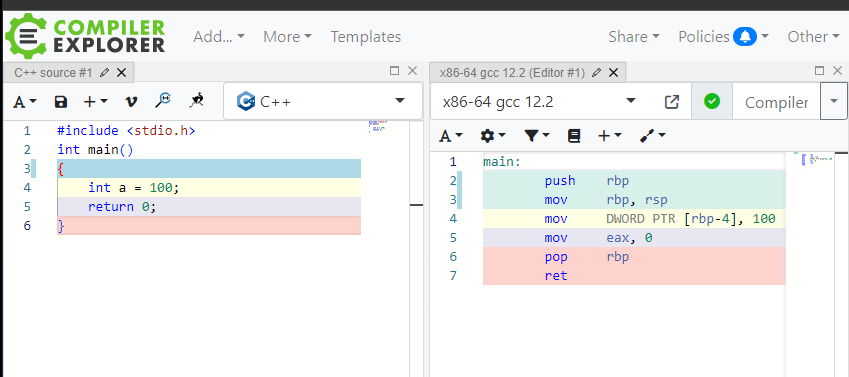 COMPILER
EXPLORER
Add... More Templates Share Policies Other
C++ source #1
A C++
1 #include <stdio.h>
2 int main()
3 {
4 int a = 100;
5 return 0;
6 }
x86-64 gcc 12.2 (Editor #1)
x86-64 gcc 12.2 Compiler
A
1 main:
2 push rbp
3 mov rbp, rsp
4 mov DWORD PTR [rbp-4], 100
5 mov eax, 0
6 pop rbp
7 ret